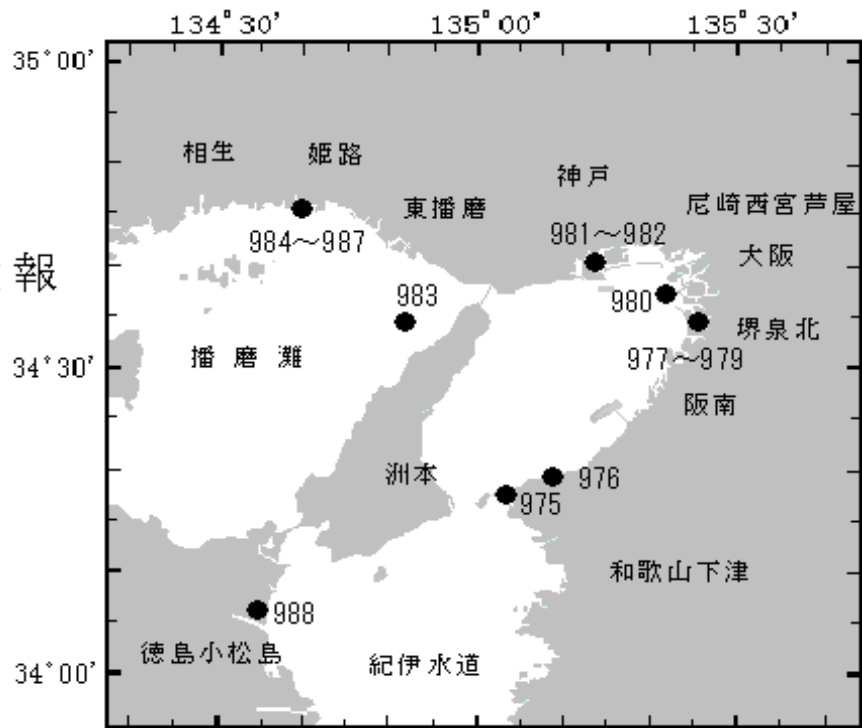 134°30' 135°00' 135°30'
35°00'
相生 姫路
神戸
東播磨 尼崎西宮芦屋
984～987 981～982
大阪
報
983 980
堺泉北
播磨灘 977～979
34°30'
阪南
洲本 976
975
和歌山下津
988
徳島小松島 紀伊水道
34°00'